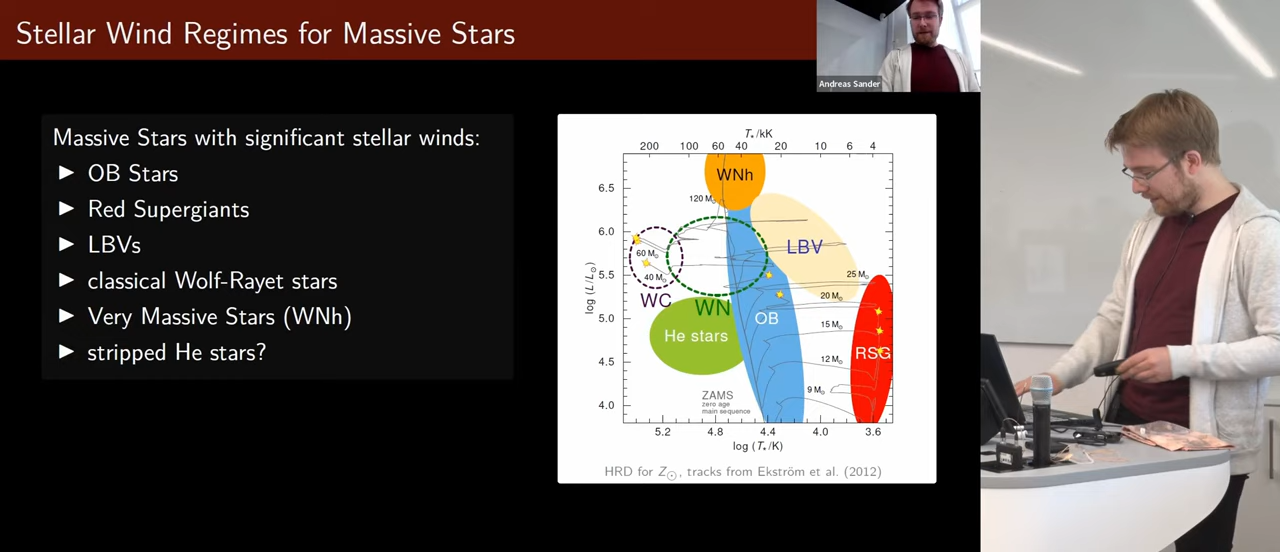 Stellar Wind Regimes for Massive Stars
Andreas Sander
Massive Stars with significant stellar winds:
► OB Stars
► Red Supergiants
► LBVs
► classical Wolf-Rayet stars
► Very Massive Stars (WNh)
► stripped He stars?
T*/kK
200 100 60 40 20 10 6 4
WNh
6.5
120 M⊙
6.0
LBV
60 M⊙
40 M⊙
25 M⊙
5.5
WC
WN
20 M⊙
log (L/L⊙)
5.0
OB
15 M⊙
He stars
RSG
4.5
12 M⊙
9 M⊙
ZAMS
zero age
main sequence
4.0
5.2 4.8 4.4 4.0 3.6
log (T*/K)
HRD for Z⊙, tracks from Ekström et al. (2012)